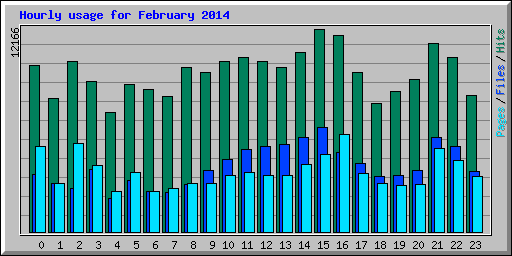 Hourly usage for February 2014
12166
Pages / Files / Hits
0 1 2 3 4 5 6 7 8 9 10 11 12 13 14 15 16 17 18 19 20 21 22 23